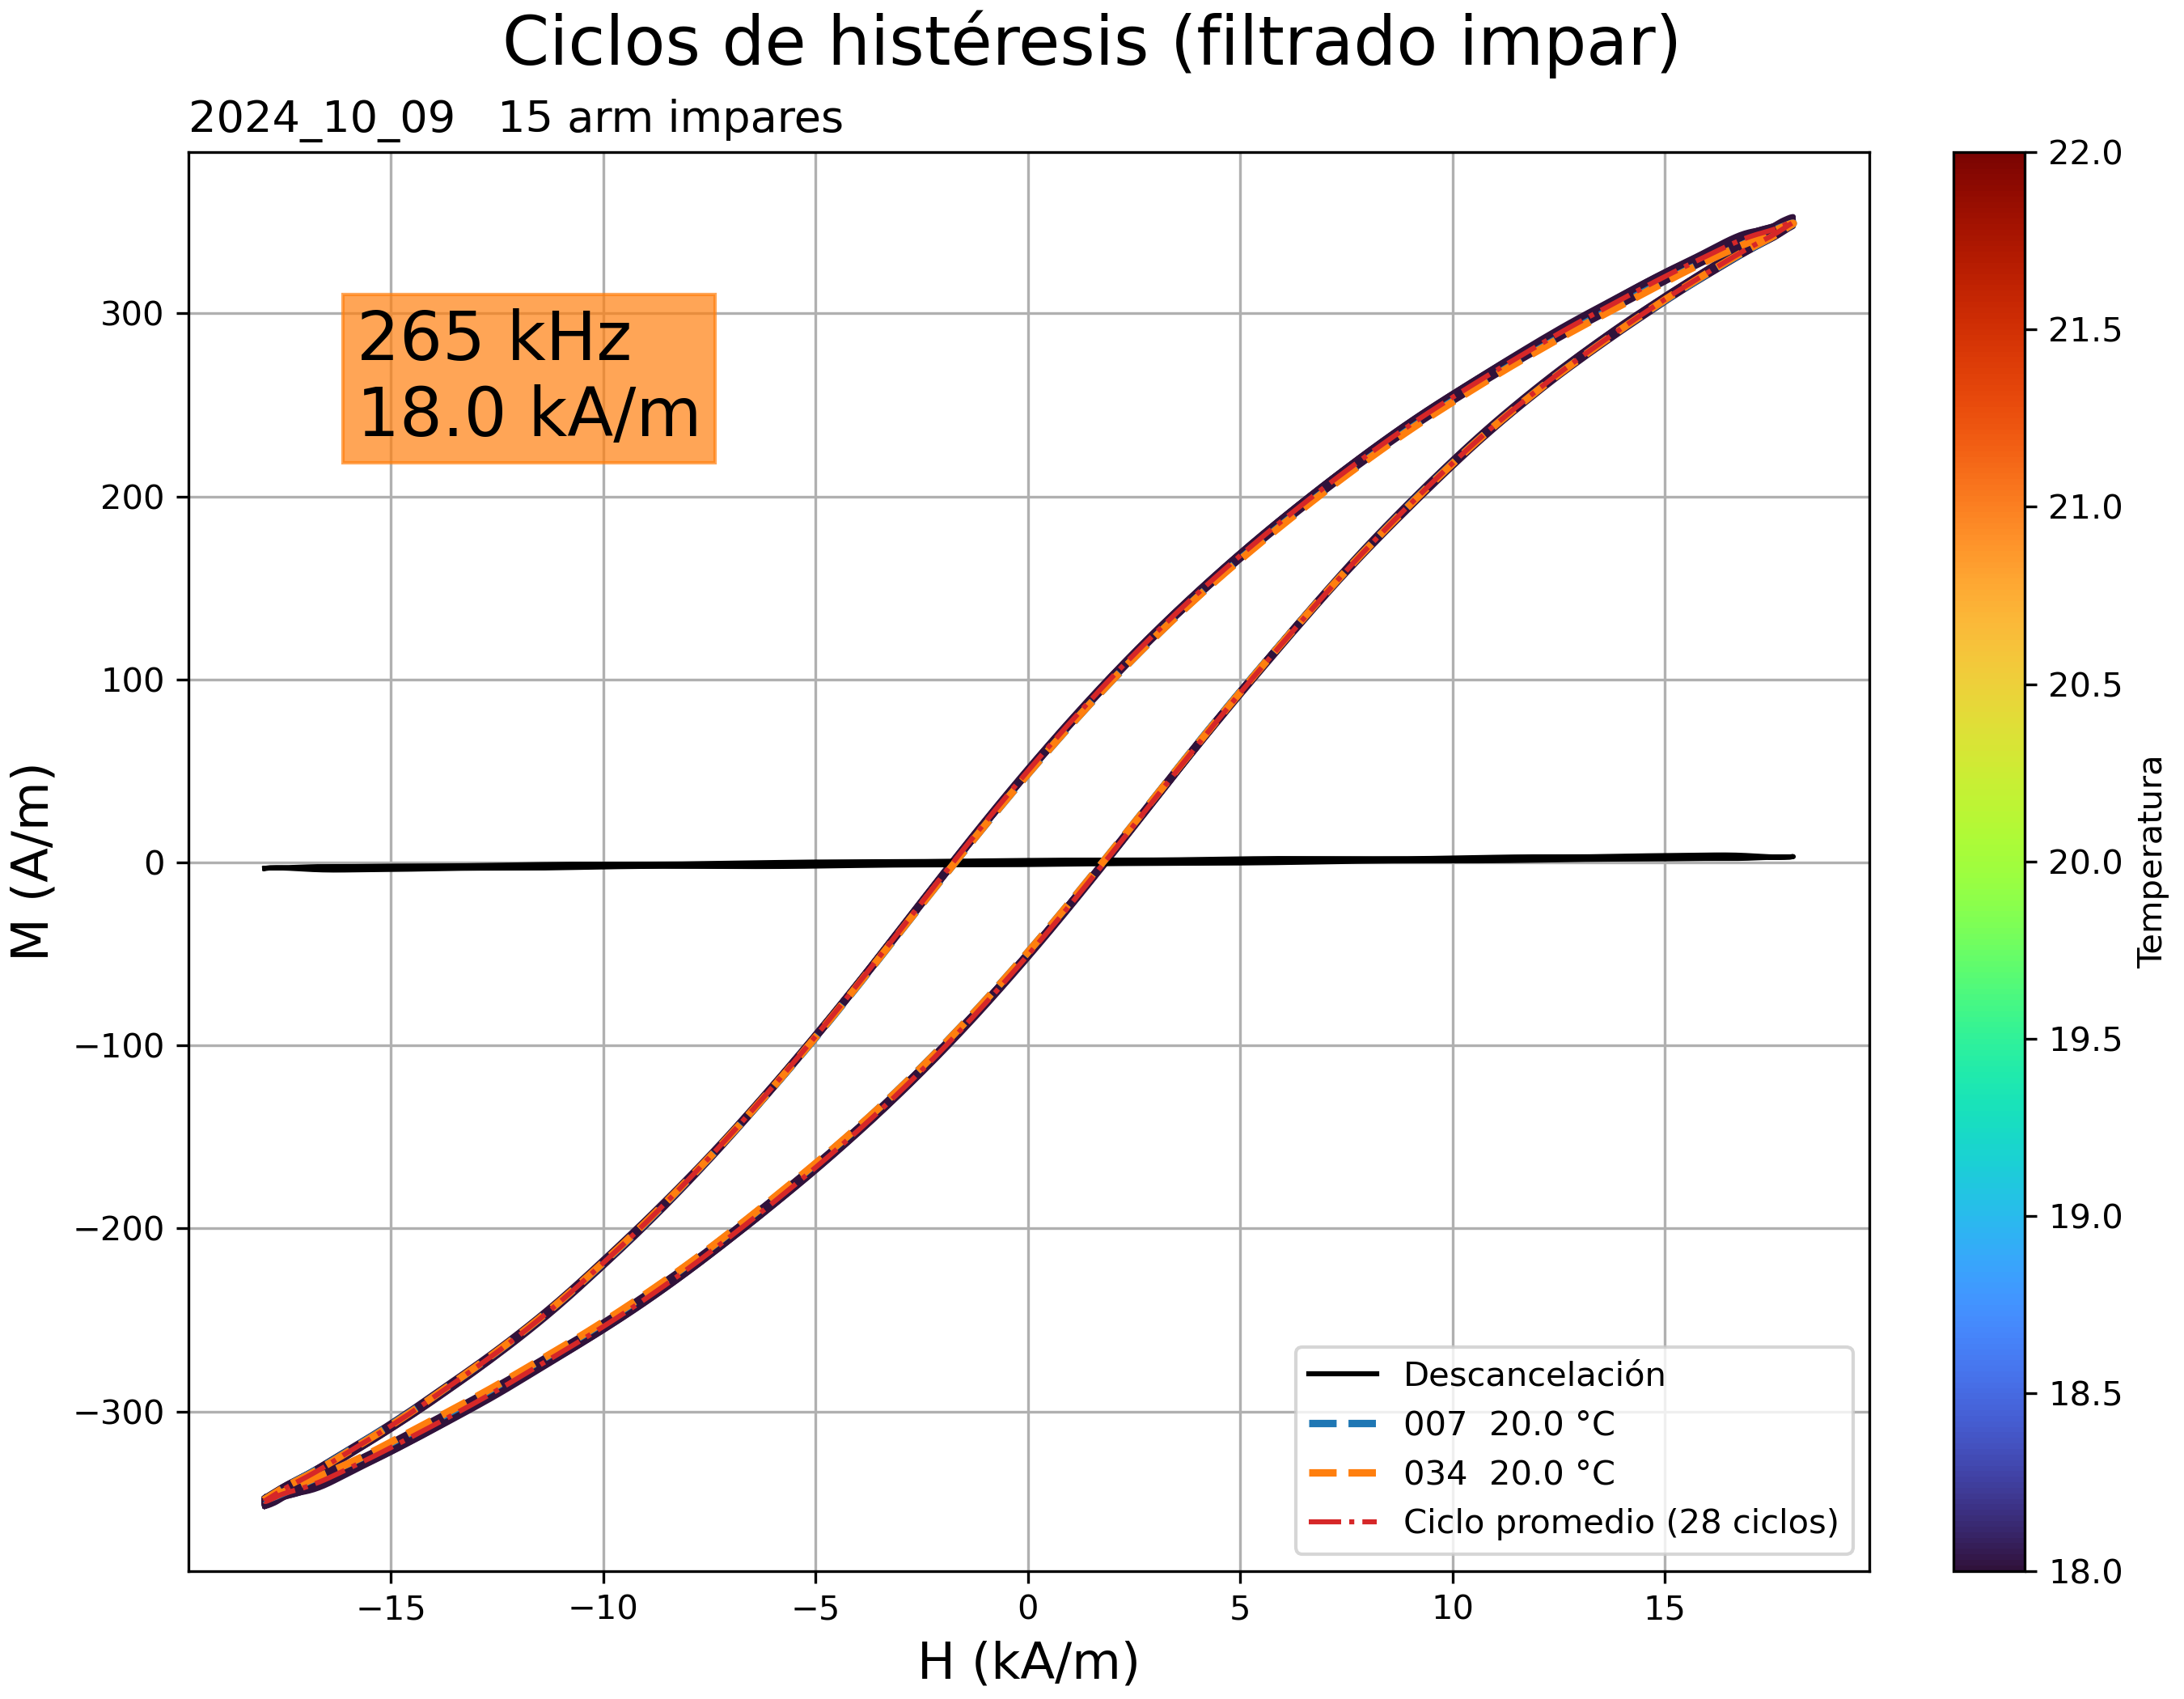 Ciclos de histéresis (filtrado impar)
2024_10_09   15 arm impares
265 kHz
18.0 kA/m
M (A/m)
300
200
100
0
−100
−200
−300
−15
−10
−5
0
5
10
15
H (kA/m)
Descancelación
007  20.0 °C
034  20.0 °C
Ciclo promedio (28 ciclos)
22.0
21.5
21.0
20.5
20.0
19.5
19.0
18.5
18.0
Temperatura